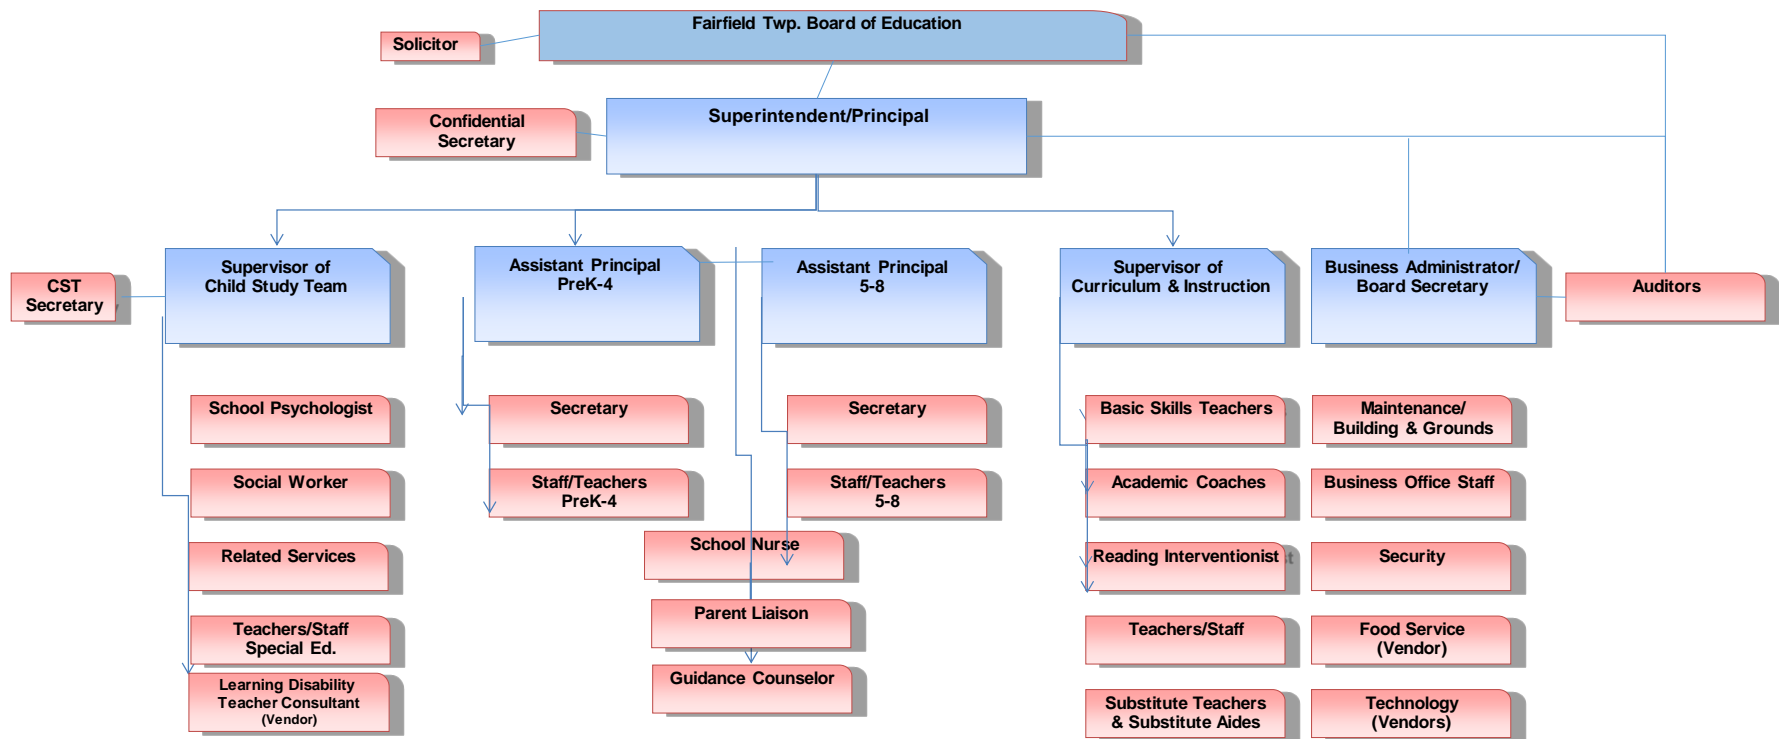 Fairfield Twp. Board of Education
Solicitor
Superintendent/Principal
Confidential
Secretary
Supervisor of
Child Study Team
Assistant Principal
PreK-4
Assistant Principal
5-8
Supervisor of
Curriculum & Instruction
Business Administrator/
Board Secretary
CST
Secretary
Auditors
School Psychologist
Secretary
Secretary
Basic Skills Teachers
Maintenance/
Building & Grounds
Social Worker
Staff/Teachers
PreK-4
Staff/Teachers
5-8
Academic Coaches
Business Office Staff
School Nurse
Related Services
Reading Interventionist
Security
Parent Liaison
Teachers/Staff
Special Ed.
Teachers/Staff
Food Service
(Vendor)
Guidance Counselor
Learning Disability
Teacher Consultant
(Vendor)
Substitute Teachers
& Substitute Aides
Technology
(Vendors)